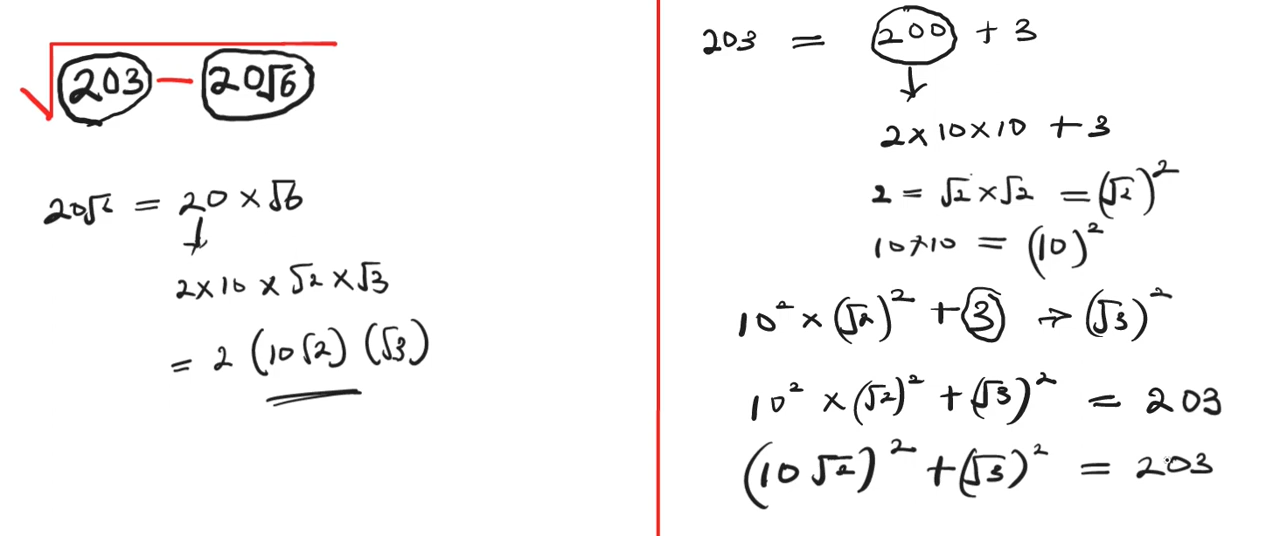 √(203 − 20√6)
20√6 = 20 × √6
↓
2 × 10 × √2 × √3
= 2 (10√2) (√3)
203 = 200 + 3
↓
2 × 10 × 10 + 3
2 = √2 × √2 = (√2)²
10 × 10 = (10)²
10² × (√2)² + 3 → (√3)²
10² × (√2)² + (√3)² = 203
(10√2)² + (√3)² = 203